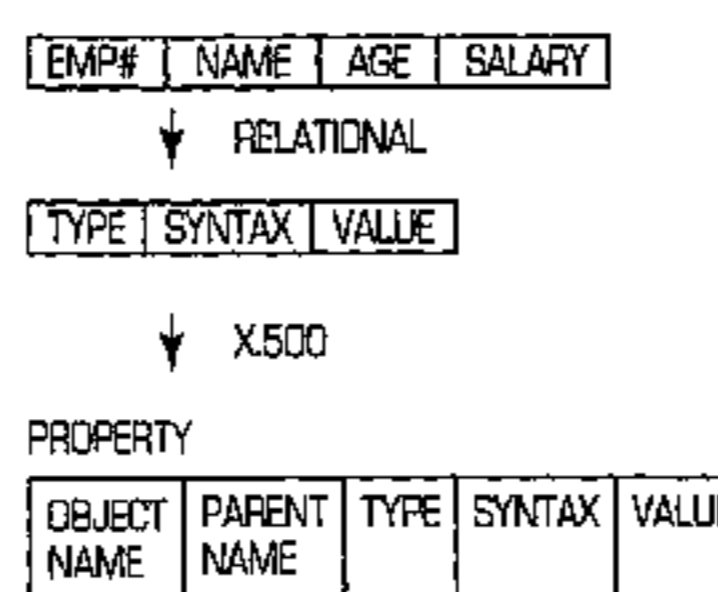 EMP# NAME AGE SALARY
RELATIONAL
TYPE SYNTAX VALUE
X.500
PROPERTY
OBJECT PARENT TYPE SYNTAX VALU
NAME NAME